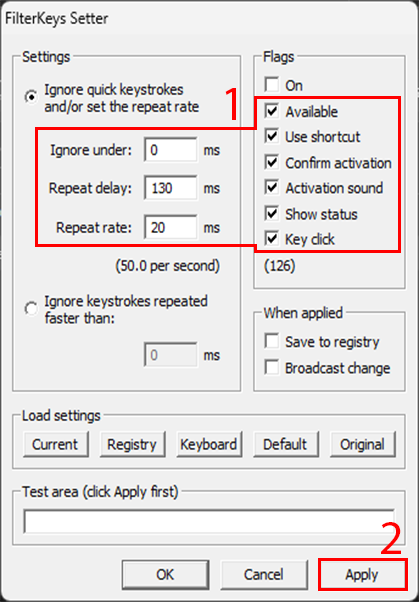 FilterKeys Setter
Settings
Ignore quick keystrokes
and/or set the repeat rate
Ignore under: 0 ms
Repeat delay: 130 ms
Repeat rate: 20 ms
(50.0 per second)
Ignore keystrokes repeated
faster than:
0 ms
1
Flags
On
Available
Use shortcut
Confirm activation
Activation sound
Show status
Key click
(126)
When applied
Save to registry
Broadcast change
Load settings
Current Registry Keyboard Default Original
Test area (click Apply first)
2
OK Cancel Apply